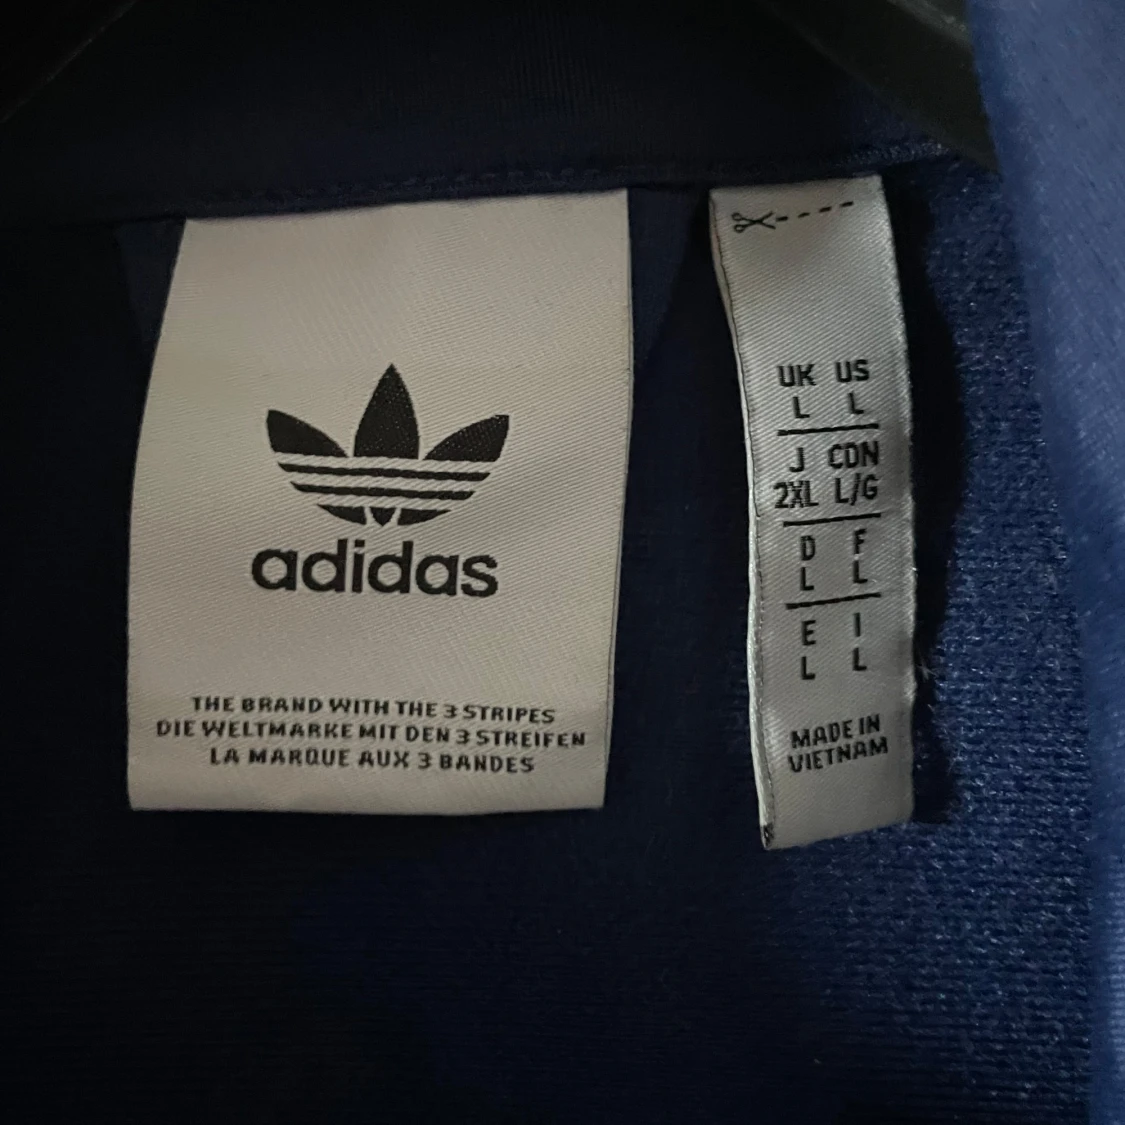 adidas
THE BRAND WITH THE 3 STRIPES
DIE WELTMARKE MIT DEN 3 STREIFEN
LA MARQUE AUX 3 BANDES
UK US
L L
J CDN
2XL L/G
D F
L L
E I
L L
MADE IN
VIETNAM